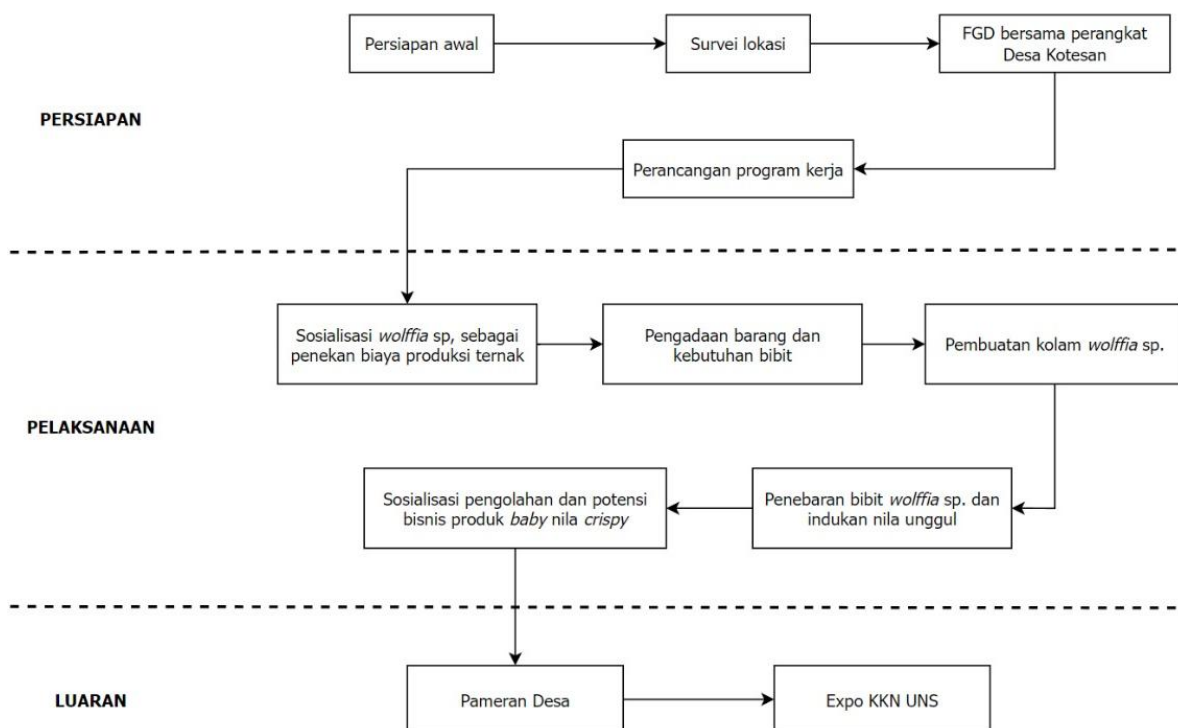 Persiapan awal
Survei lokasi
FGD bersama perangkat
Desa Kotesan
PERSIAPAN
Perancangan program kerja
Sosialisasi wolffia sp, sebagai
penekan biaya produksi ternak
Pengadaan barang dan
kebutuhan bibit
Pembuatan kolam wolffia sp.
PELAKSANAAN
Penebaran bibit wolffia sp. dan
indukan nila unggul
Sosialisasi pengolahan dan potensi
bisnis produk baby nila crispy
LUARAN
Pameran Desa
Expo KKN UNS